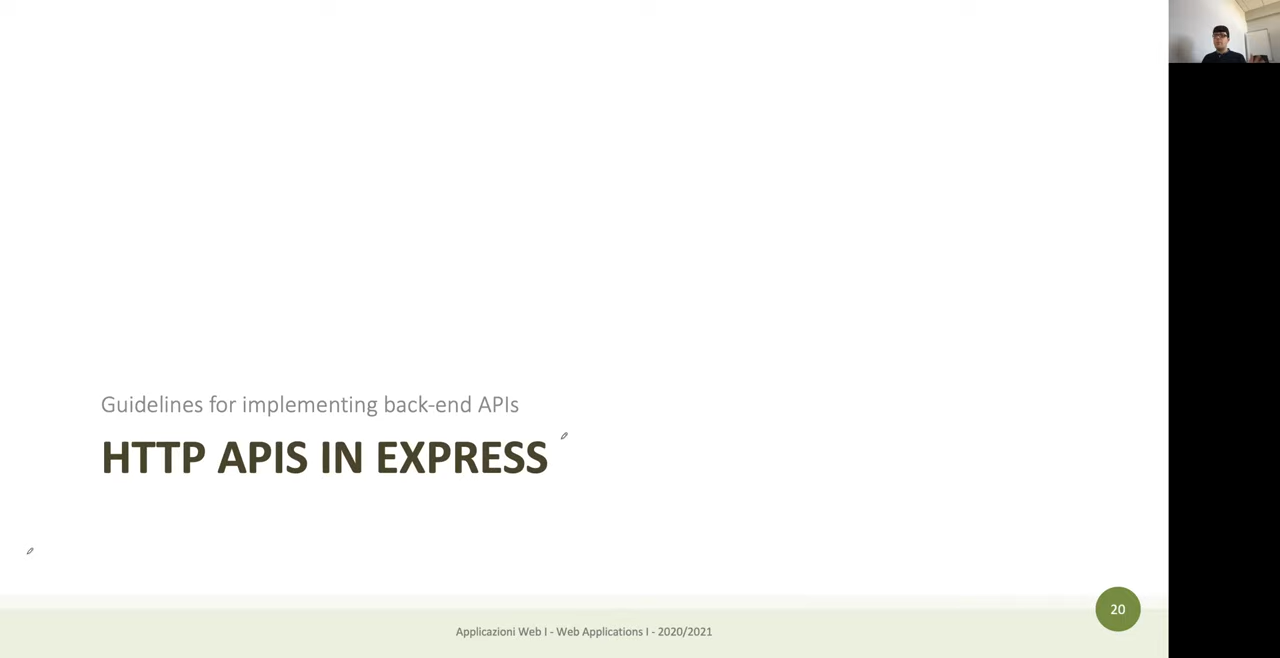 Guidelines for implementing back-end APIs
HTTP APIS IN EXPRESS
20
Applicazioni Web I - Web Applications I - 2020/2021